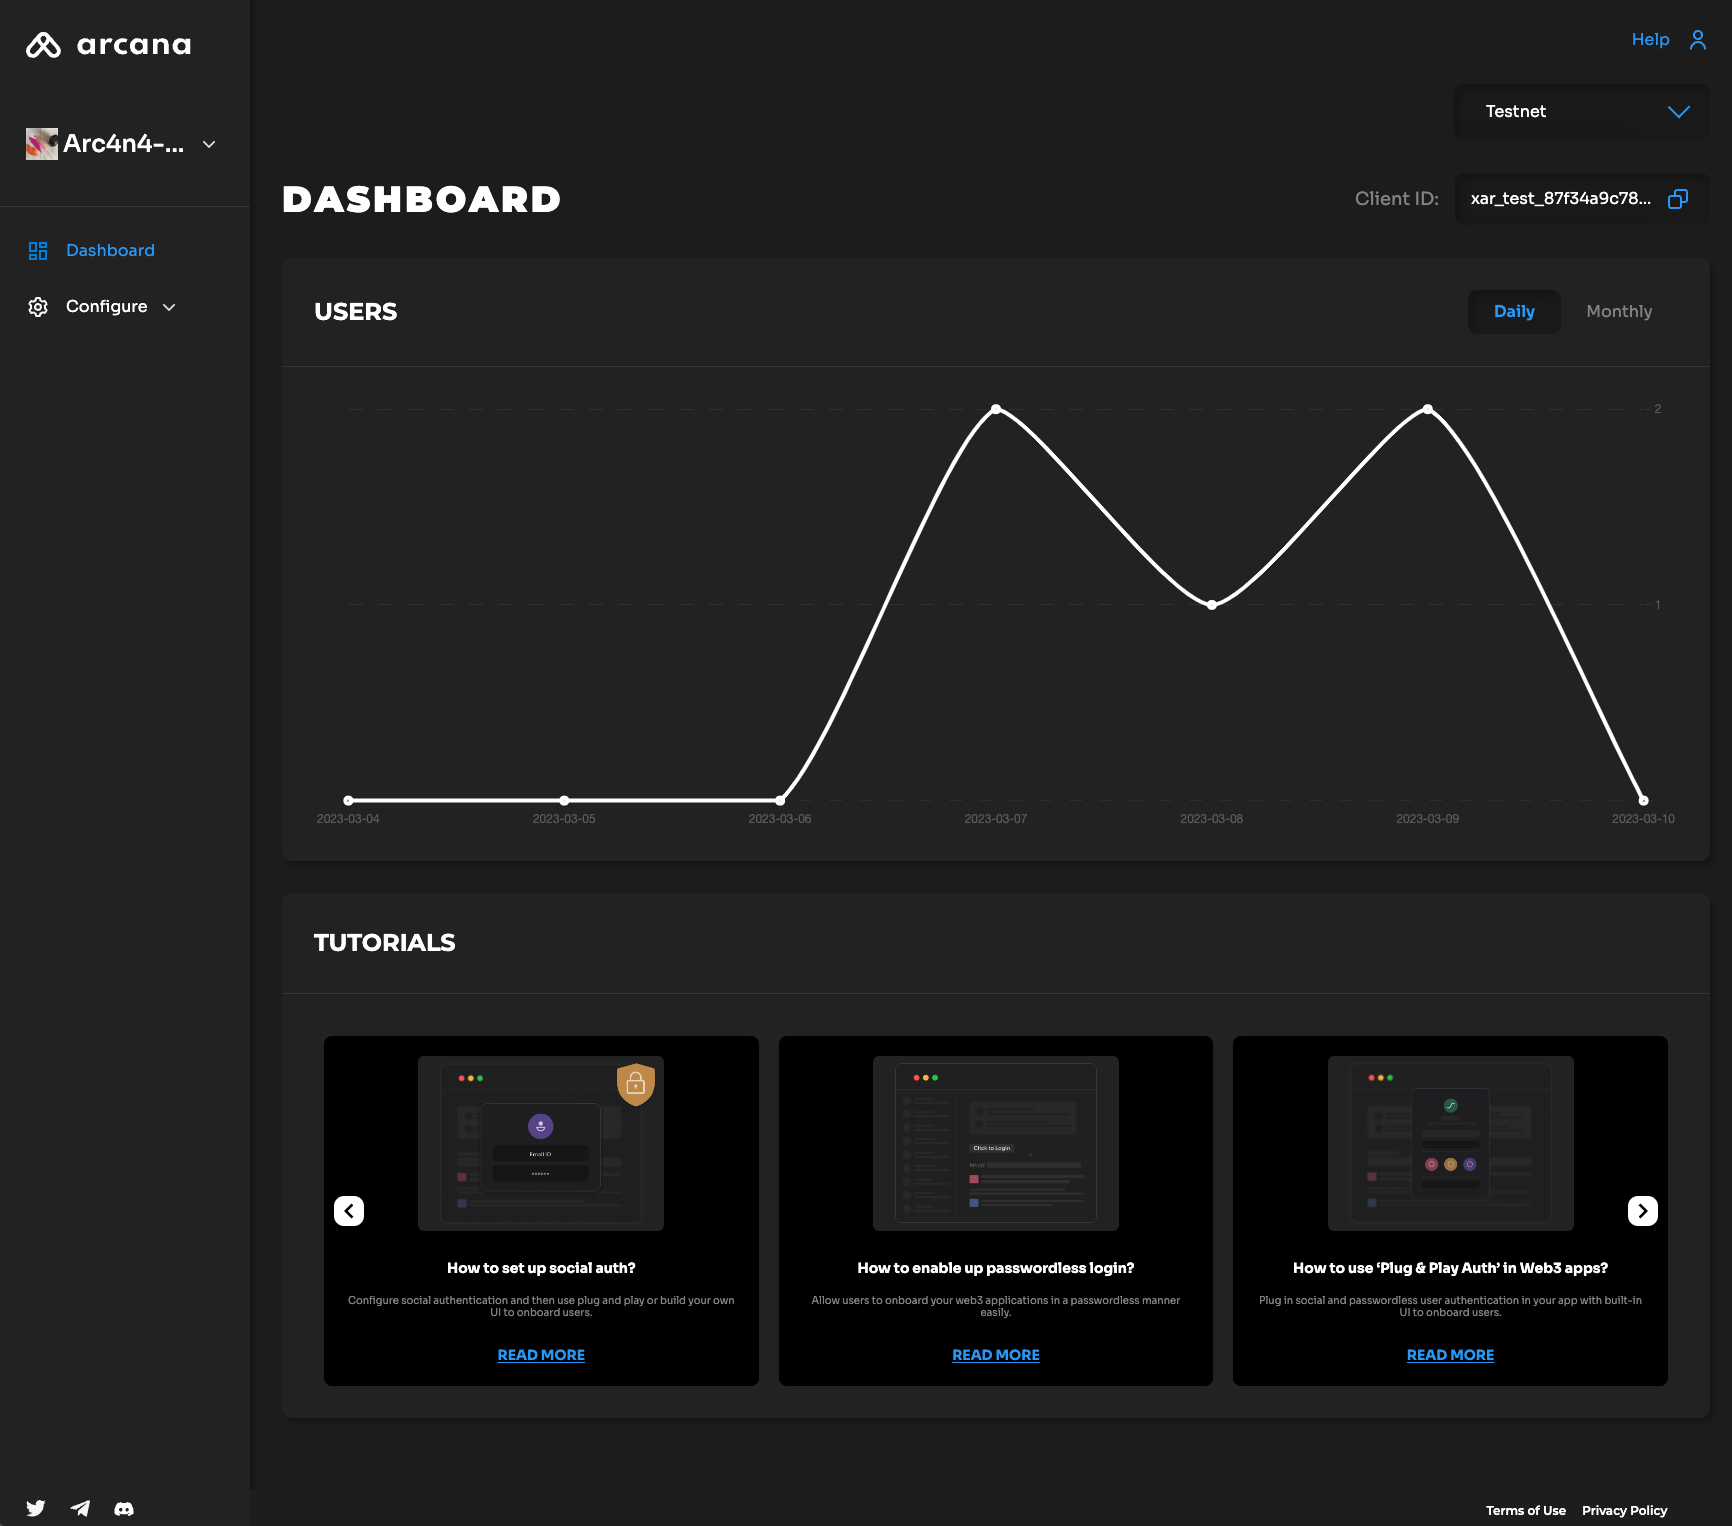 arcana
Help
Arc4n4-...
Testnet
DASHBOARD
Client ID:
xar_test_87f34a9c78...
Dashboard
Configure
USERS
Daily
Monthly
2
1
2023-03-04
2023-03-05
2023-03-06
2023-03-07
2023-03-08
2023-03-09
2023-03-10
TUTORIALS
Email ID
Click to Login
How to set up social auth?
Configure social authentication and then use plug and play or build your own
UI to onboard users.
READ MORE
How to enable up passwordless login?
Allow users to onboard your web3 applications in a passwordless manner
easily.
READ MORE
How to use ‘Plug & Play Auth’ in Web3 apps?
Plug in social and passwordless user authentication in your app with built-in
UI to onboard users.
READ MORE
Terms of Use
Privacy Policy